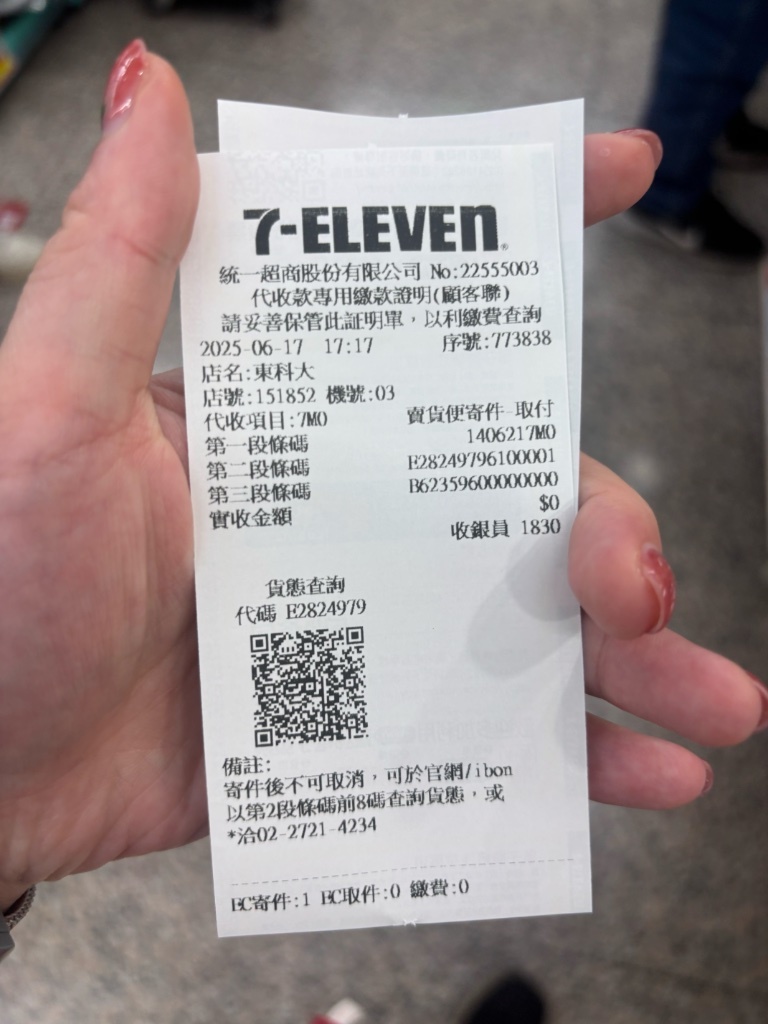 7-ELEVEN®
統一超商股份有限公司 No:22555003
代收款專用繳款證明(顧客聯)
請妥善保管此証明單，以利繳費查詢
2025-06-17 17:17 序號:773838
店名:東科大
店號:151852 機號:03
代收項目:7M0 賣貨便寄件-取付
第一段條碼 1406217M0
第二段條碼 E28249796100001
第三段條碼 B62359600000000
實收金額 $0
收銀員 1830
貨態查詢
代碼 E2824979
備註:
寄件後不可取消，可於官網/ibon
以第2段條碼前8碼查詢貨態，或
*洽02-2721-4234
EC寄件:1 EC取件:0 繳費:0